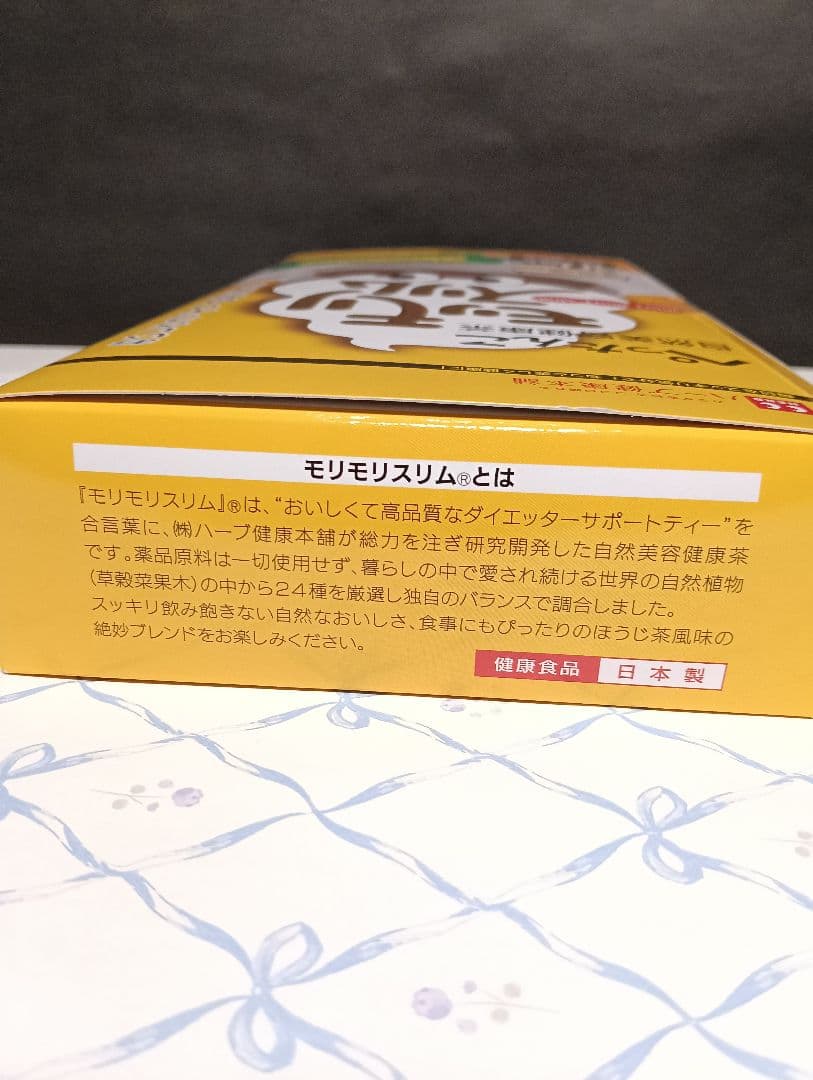 モリモリスリム®とは
『モリモリスリム』®は、“おいしくて高品質なダイエッターサポートティー”を
合言葉に、㈱ハーブ健康本舗が総力を注ぎ研究開発した自然美容健康茶
です。薬品原料は一切使用せず、暮らしの中で愛され続ける世界の自然植物
(草穀菜果木)の中から24種を厳選し独自のバランスで調合しました。
スッキリ飲み飽きない自然なおいしさ、食事にもぴったりのほうじ茶風味の
絶妙ブレンドをお楽しみください。
健康食品 日本製
ハーブ健康本舗